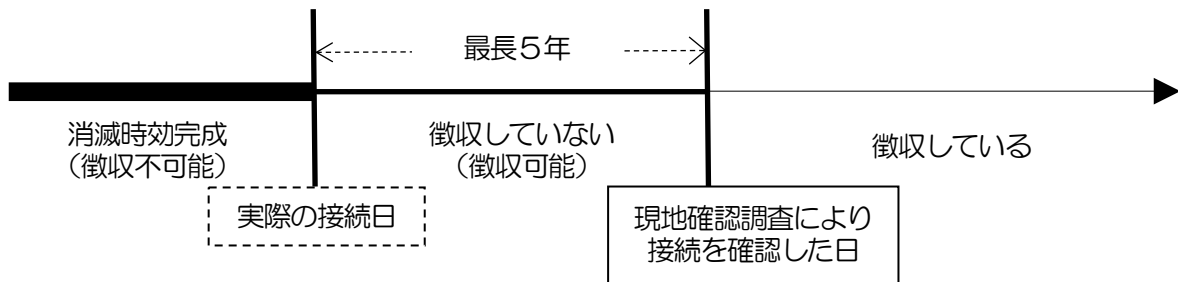 最長5年
消滅時効完成
(徴収不可能)
徴収していない
(徴収可能)
徴収している
実際の接続日
現地確認調査により
接続を確認した日